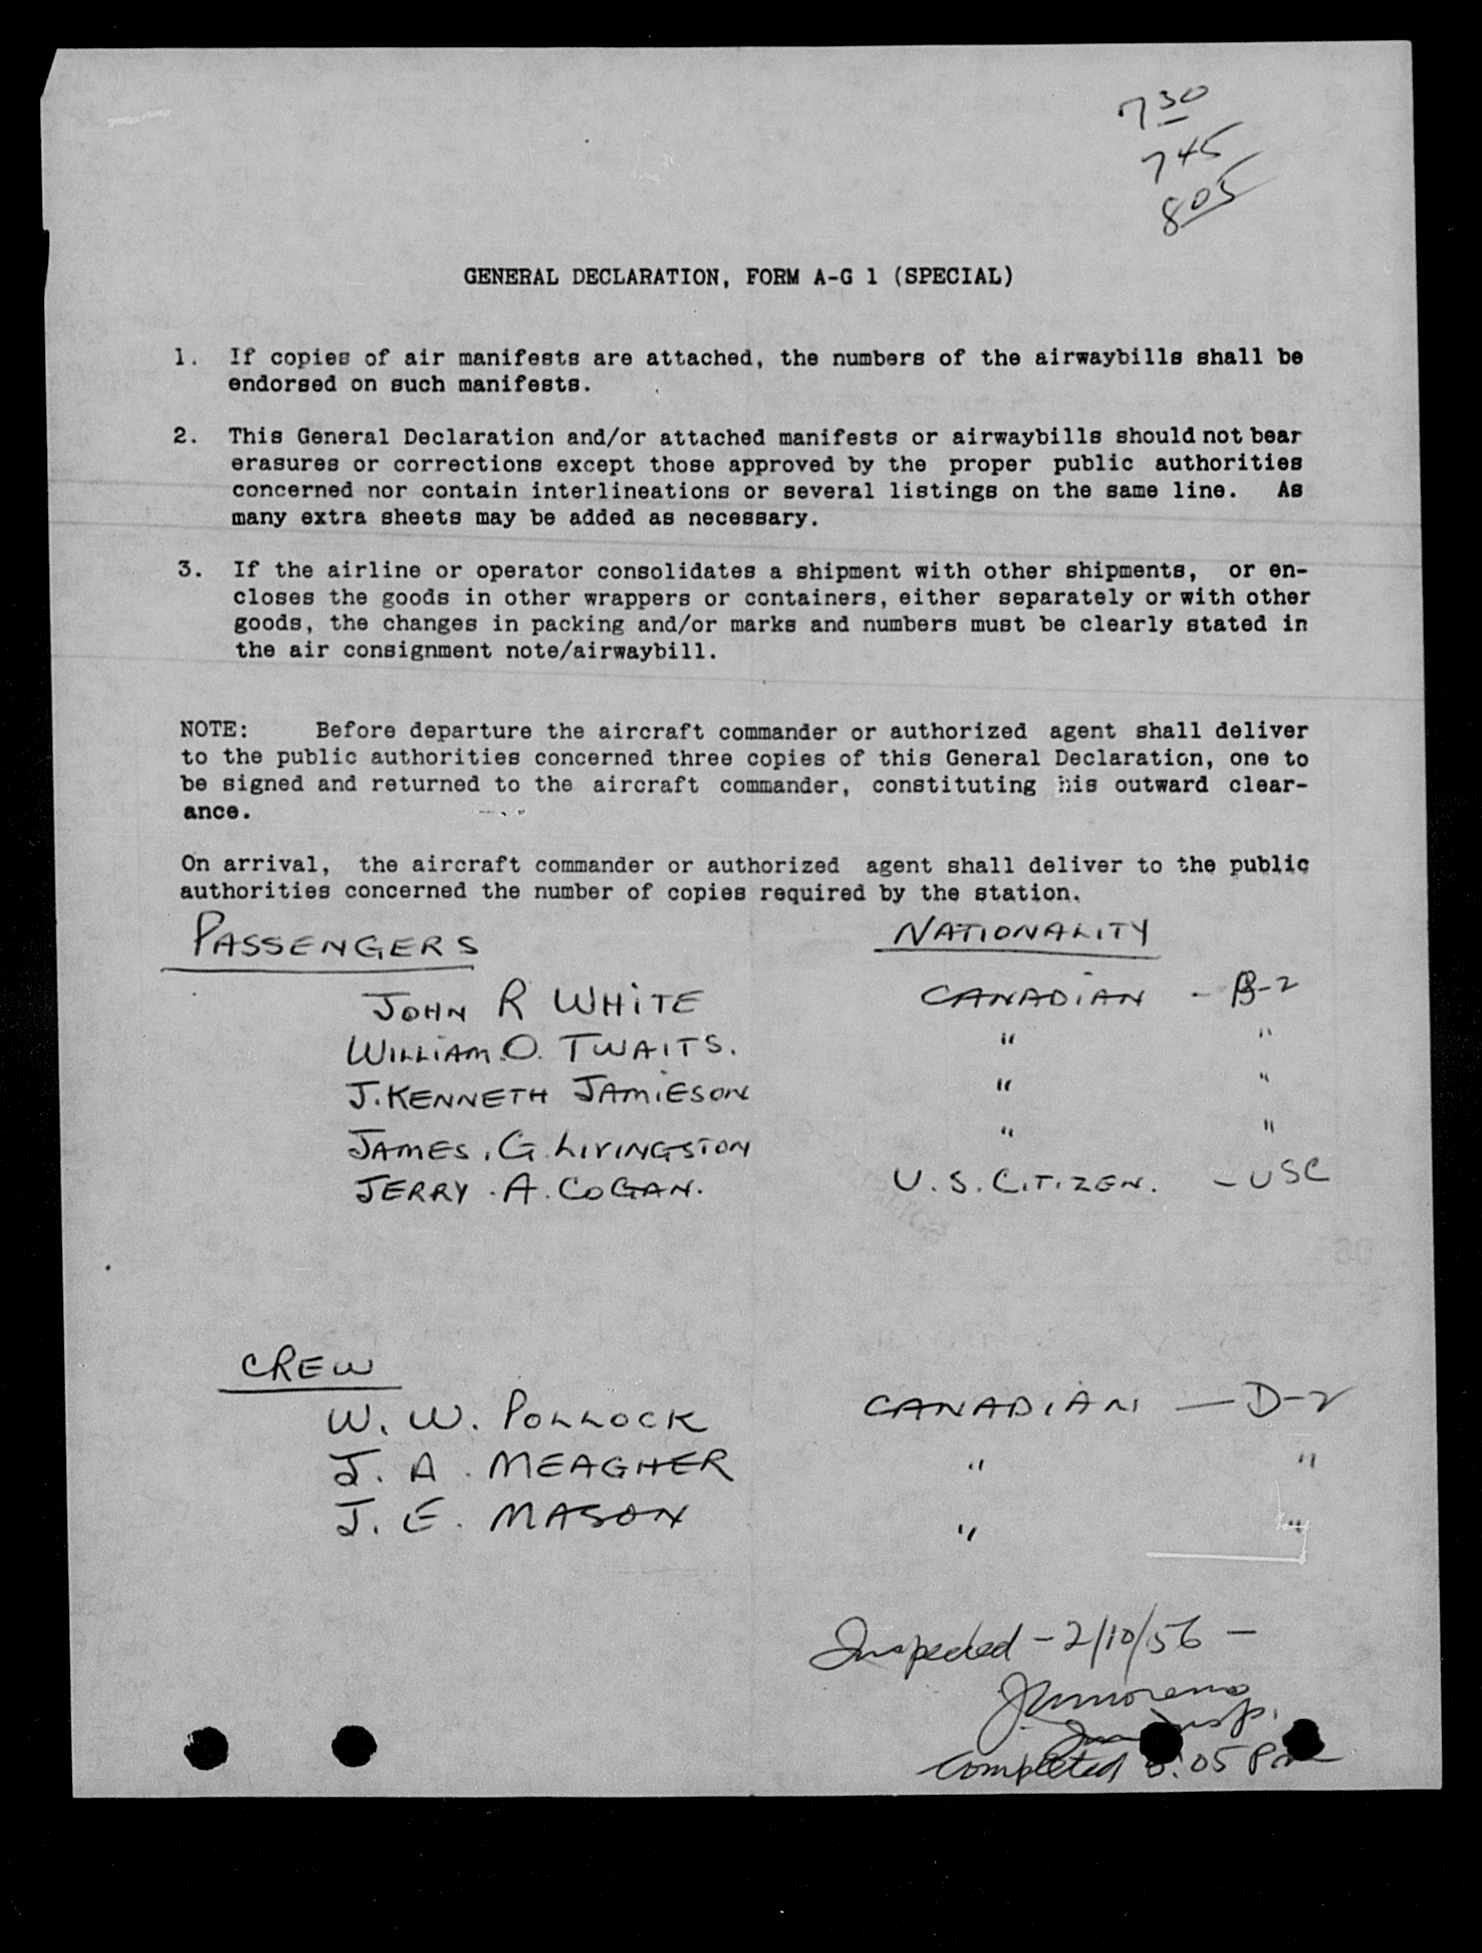 7 30
7 45
8 05
GENERAL DECLARATION, FORM A-G 1 (SPECIAL)
1. If copies of air manifests are attached, the numbers of the airwaybills shall be
endorsed on such manifests.
2. This General Declaration and/or attached manifests or airwaybills should not bear
erasures or corrections except those approved by the proper public authorities
concerned nor contain interlineations or several listings on the same line. As
many extra sheets may be added as necessary.
3. If the airline or operator consolidates a shipment with other shipments, or en-
closes the goods in other wrappers or containers, either separately or with other
goods, the changes in packing and/or marks and numbers must be clearly stated in
the air consignment note/airwaybill.
NOTE: Before departure the aircraft commander or authorized agent shall deliver
to the public authorities concerned three copies of this General Declaration, one to
be signed and returned to the aircraft commander, constituting his outward clear-
ance.
On arrival, the aircraft commander or authorized agent shall deliver to the public
authorities concerned the number of copies required by the station.
PASSENGERS NATIONALITY
JOHN R WHITE CANADIAN - B-2
WILLIAM. O. TWAITS. " "
J. KENNETH JAMIESON " "
JAMES. G. LIVINGSTON " "
JERRY. A. COGAN. U.S. CITIZEN. - USC
CREW
W. W. POLLOCK CANADIAN — D-2
J. A. MEAGHER " "
J. E. MASON " "
Inspected - 2/10/56 -
Insp.
Completed 8:05 Pm